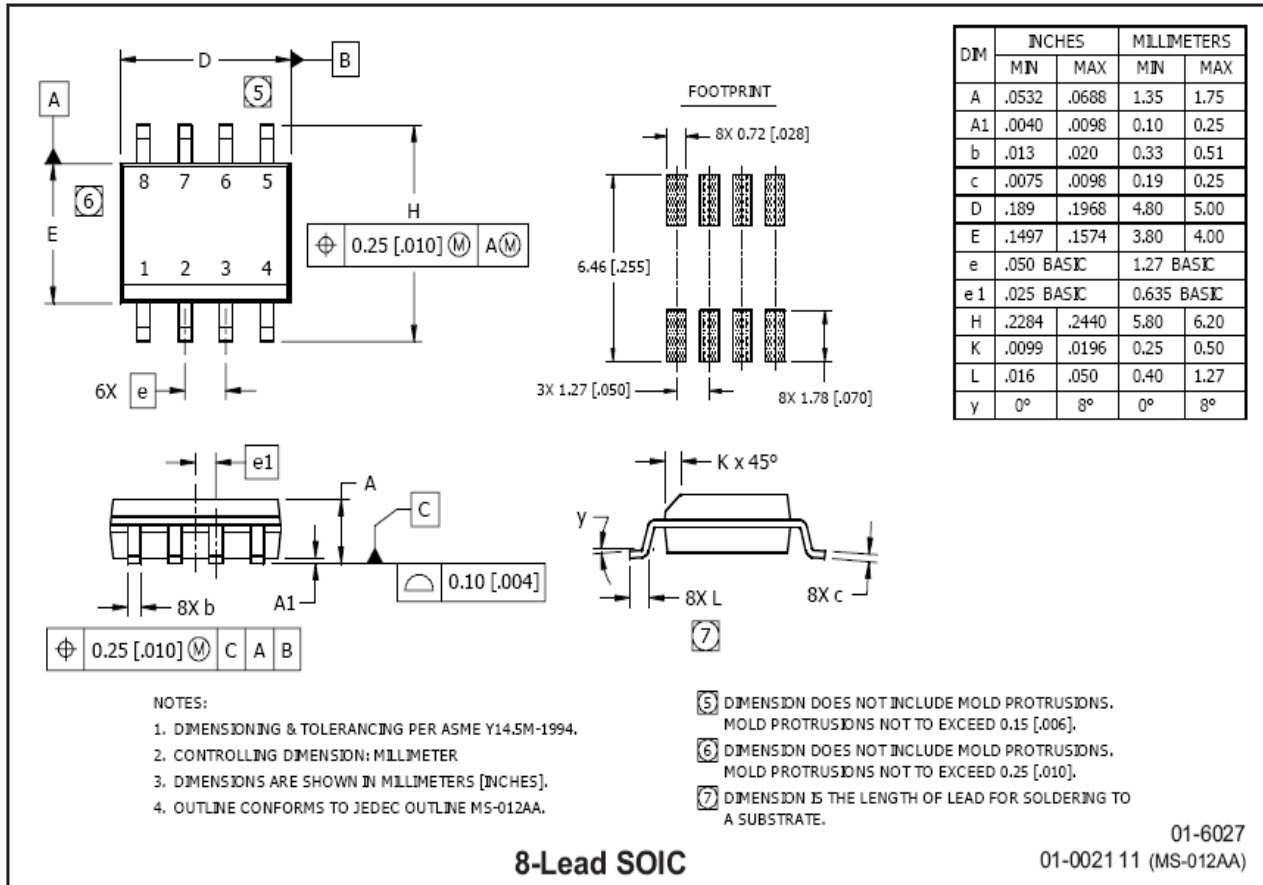 D
B
5
A
8 7 6 5
6
E
H
⌖ 0.25 [.010] Ⓜ A Ⓜ
1 2 3 4
6X e
FOOTPRINT
8X 0.72 [.028]
6.46 [.255]
3X 1.27 [.050]
8X 1.78 [.070]
DIM INCHES MILLIMETERS
MIN MAX MIN MAX
A .0532 .0688 1.35 1.75
A1 .0040 .0098 0.10 0.25
b .013 .020 0.33 0.51
c .0075 .0098 0.19 0.25
D .189 .1968 4.80 5.00
E .1497 .1574 3.80 4.00
e .050 BASIC 1.27 BASIC
e1 .025 BASIC 0.635 BASIC
H .2284 .2440 5.80 6.20
K .0099 .0196 0.25 0.50
L .016 .050 0.40 1.27
y 0° 8° 0° 8°
e1
A
C
⌓ 0.10 [.004]
8X b
A1
⌖ 0.25 [.010] Ⓜ C A B
K x 45°
y
8X L
8X c
7
NOTES:
1. DIMENSIONING & TOLERANCING PER ASME Y14.5M-1994.
2. CONTROLLING DIMENSION: MILLIMETER
3. DIMENSIONS ARE SHOWN IN MILLIMETERS [INCHES].
4. OUTLINE CONFORMS TO JEDEC OUTLINE MS-012AA.
5 DIMENSION DOES NOT INCLUDE MOLD PROTRUSIONS.
MOLD PROTRUSIONS NOT TO EXCEED 0.15 [.006].
6 DIMENSION DOES NOT INCLUDE MOLD PROTRUSIONS.
MOLD PROTRUSIONS NOT TO EXCEED 0.25 [.010].
7 DIMENSION IS THE LENGTH OF LEAD FOR SOLDERING TO
A SUBSTRATE.
8-Lead SOIC
01-6027
01-0021 11 (MS-012AA)